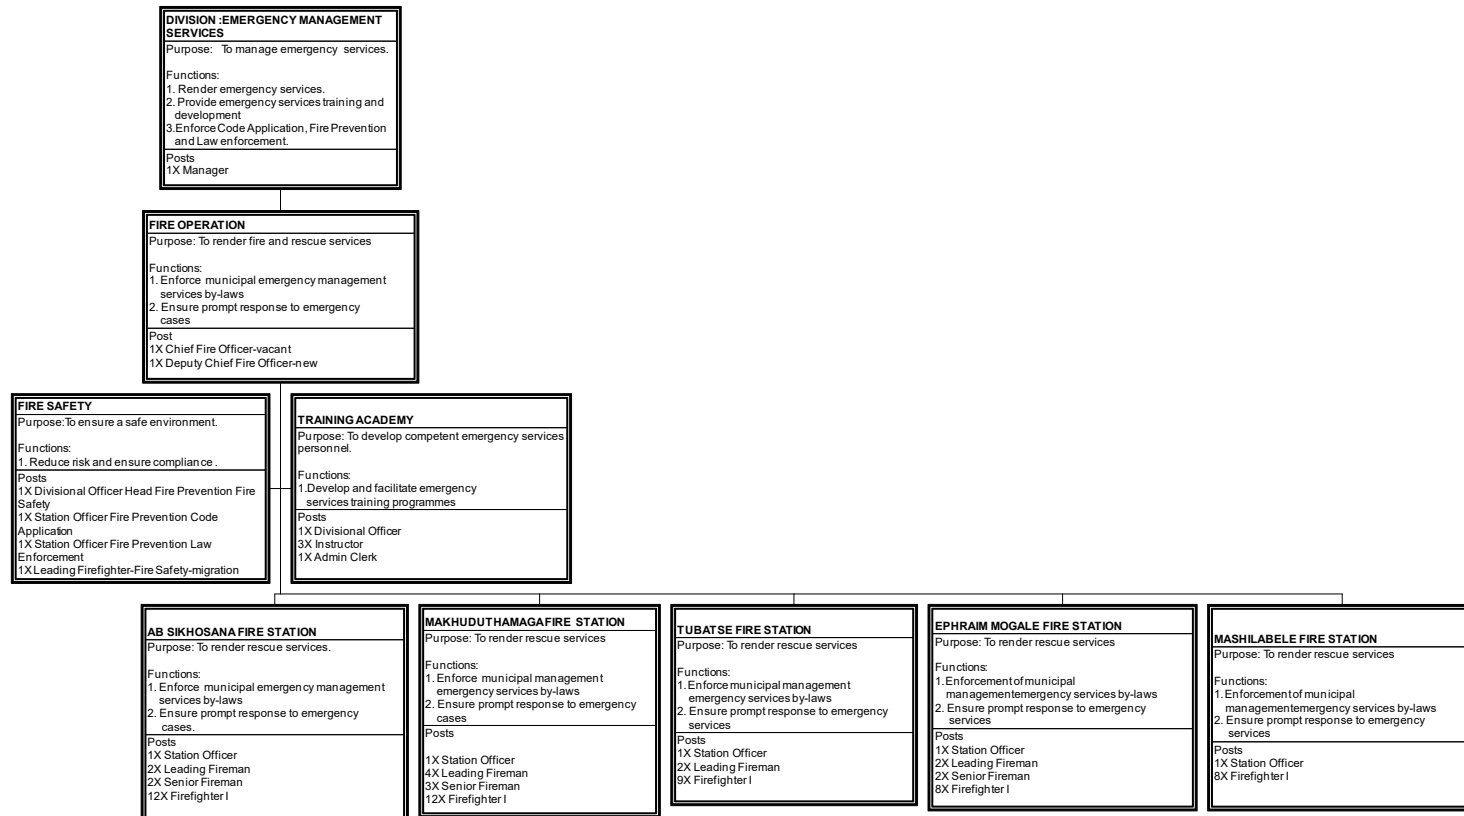 DIVISION :EMERGENCY MANAGEMENT
SERVICES
Purpose: To manage emergency services.
Functions:
1. Render emergency services.
2. Provide emergency services training and
development
3.Enforce Code Application, Fire Prevention
and Law enforcement.
Posts
1X Manager
FIRE OPERATION
Purpose: To render fire and rescue services
Functions:
1. Enforce municipal emergency management
services by-laws
2. Ensure prompt response to emergency
cases
Post
1X Chief Fire Officer-vacant
1X Deputy Chief Fire Officer-new
FIRE SAFETY
Purpose:To ensure a safe environment.
Functions:
1. Reduce risk and ensure compliance .
Posts
1X Divisional Officer Head Fire Prevention Fire
Safety
1X Station Officer Fire Prevention Code
Application
1X Station Officer Fire Prevention Law
Enforcement
1X Leading Firefighter-Fire Safety-migration
TRAINING ACADEMY
Purpose: To develop competent emergency services
personnel.
Functions:
1.Develop and facilitate emergency
services training programmes
Posts
1X Divisional Officer
3X Instructor
1X Admin Clerk
AB SIKHOSANA FIRE STATION
Purpose: To render rescue services.
Functions:
1. Enforce municipal emergency management
services by-laws
2. Ensure prompt response to emergency
cases.
Posts
1X Station Officer
2X Leading Fireman
2X Senior Fireman
12X Firefighter I
MAKHUDUTHAMAGA FIRE STATION
Purpose: To render rescue services
Functions:
1. Enforce municipal management
emergency services by-laws
2. Ensure prompt response to emergency
cases
Posts
1X Station Officer
4X Leading Fireman
3X Senior Fireman
12X Firefighter I
TUBATSE FIRE STATION
Purpose: To render rescue services
Functions:
1. Enforce municipal management
emergency services by-laws
2. Ensure prompt response to emergency
services
Posts
1X Station Officer
2X Leading Fireman
9X Firefighter I
EPHRAIM MOGALE FIRE STATION
Purpose: To render rescue services
Functions:
1.Enforcement of municipal
managementemergency services by-laws
2. Ensure prompt response to emergency
services
Posts
1X Station Officer
2X Leading Fireman
2X Senior Fireman
8X Firefighter I
MASHILABELE FIRE STATION
Purpose: To render rescue services
Functions:
1. Enforcement of municipal
managementemergency services by-laws
2. Ensure prompt response to emergency
services
Posts
1X Station Officer
8X Firefighter I